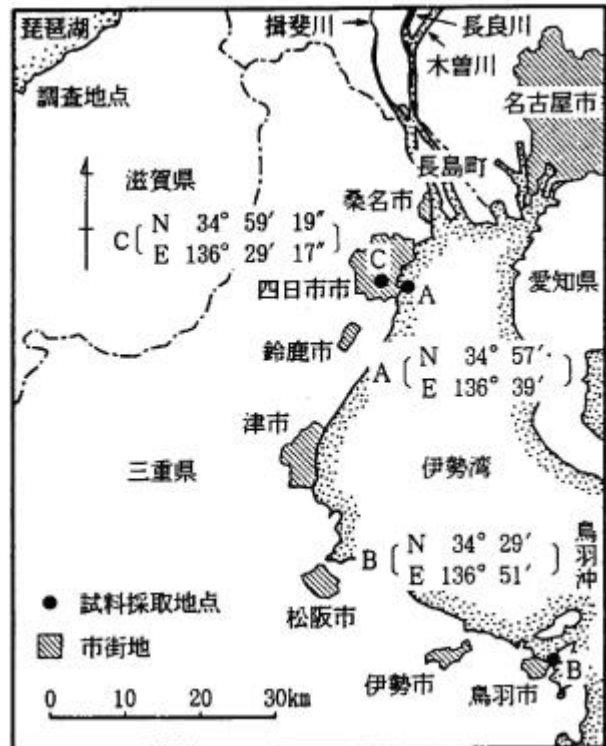 琵琶湖
調査地点
揖斐川
長良川
木曽川
名古屋市
滋賀県
長島町
桑名市
C
N 34° 59′ 19″
E 136° 29′ 17″
C
四日市市
A
愛知県
鈴鹿市
A
N 34° 57′
E 136° 39′
津市
三重県
伊勢湾
B
N 34° 29′
E 136° 51′
鳥羽沖
● 試料採取地点
市街地
松阪市
伊勢市
鳥羽市
B
0 10 20 30km